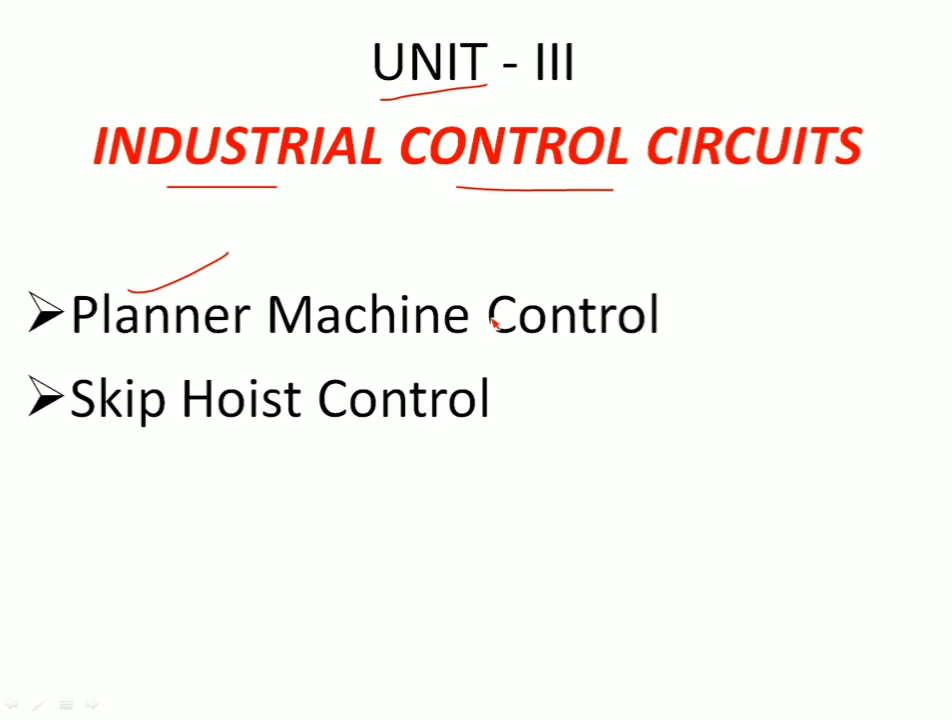 UNIT - III
INDUSTRIAL CONTROL CIRCUITS
➢Planner Machine Control
➢Skip Hoist Control